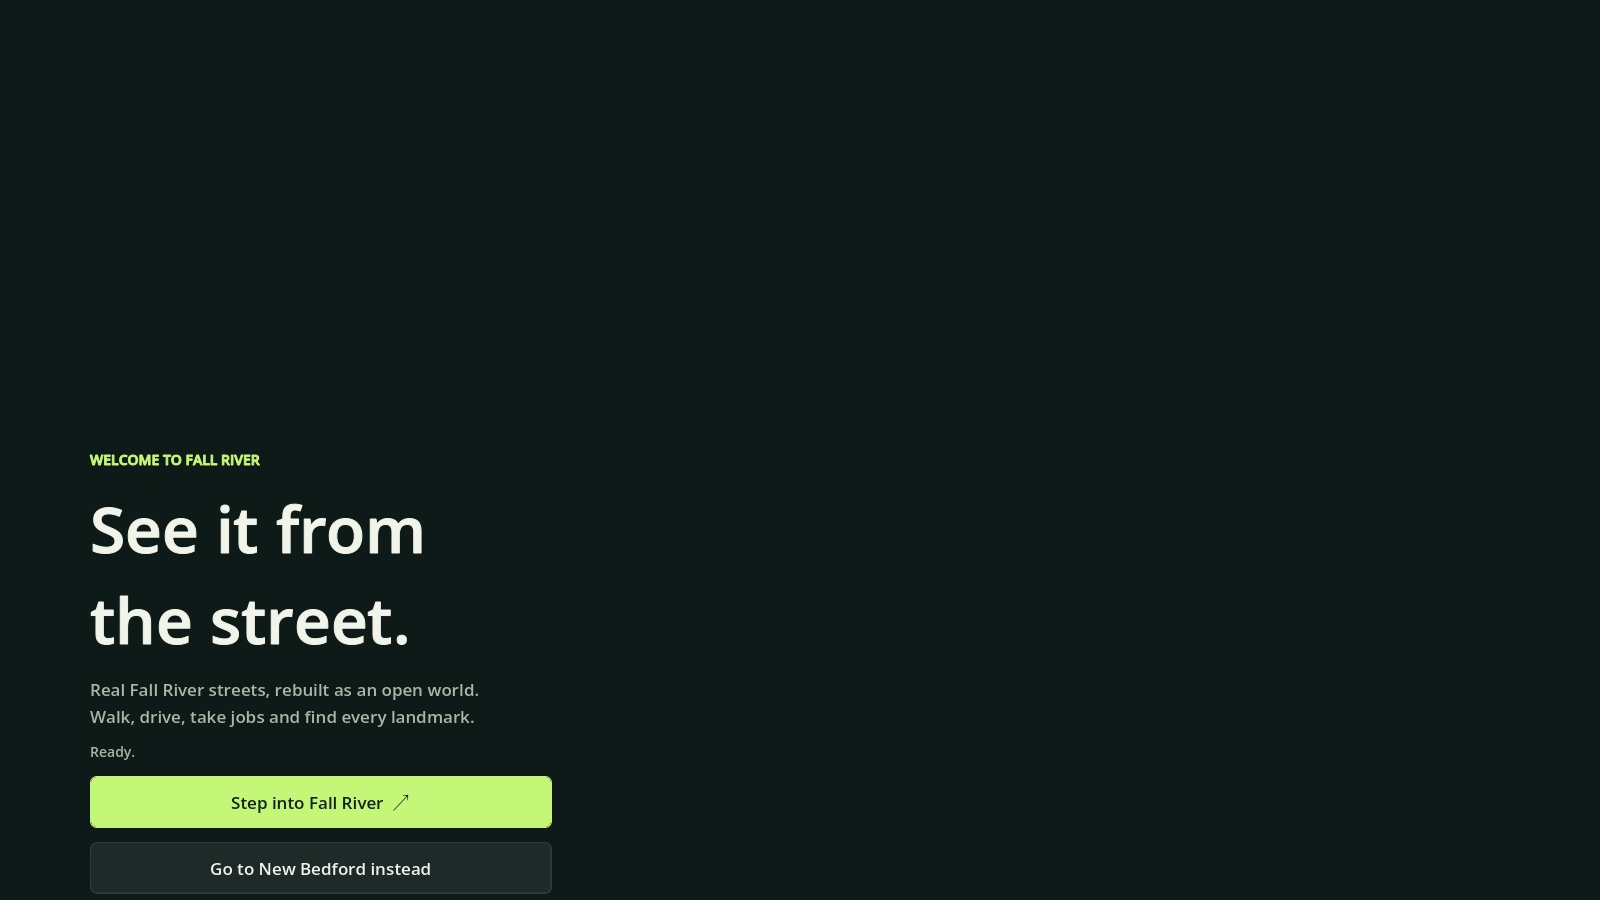 WELCOME TO FALL RIVER
See it from
the street.
Real Fall River streets, rebuilt as an open world.
Walk, drive, take jobs and find every landmark.
Ready.
Step into Fall River ↗
Go to New Bedford instead